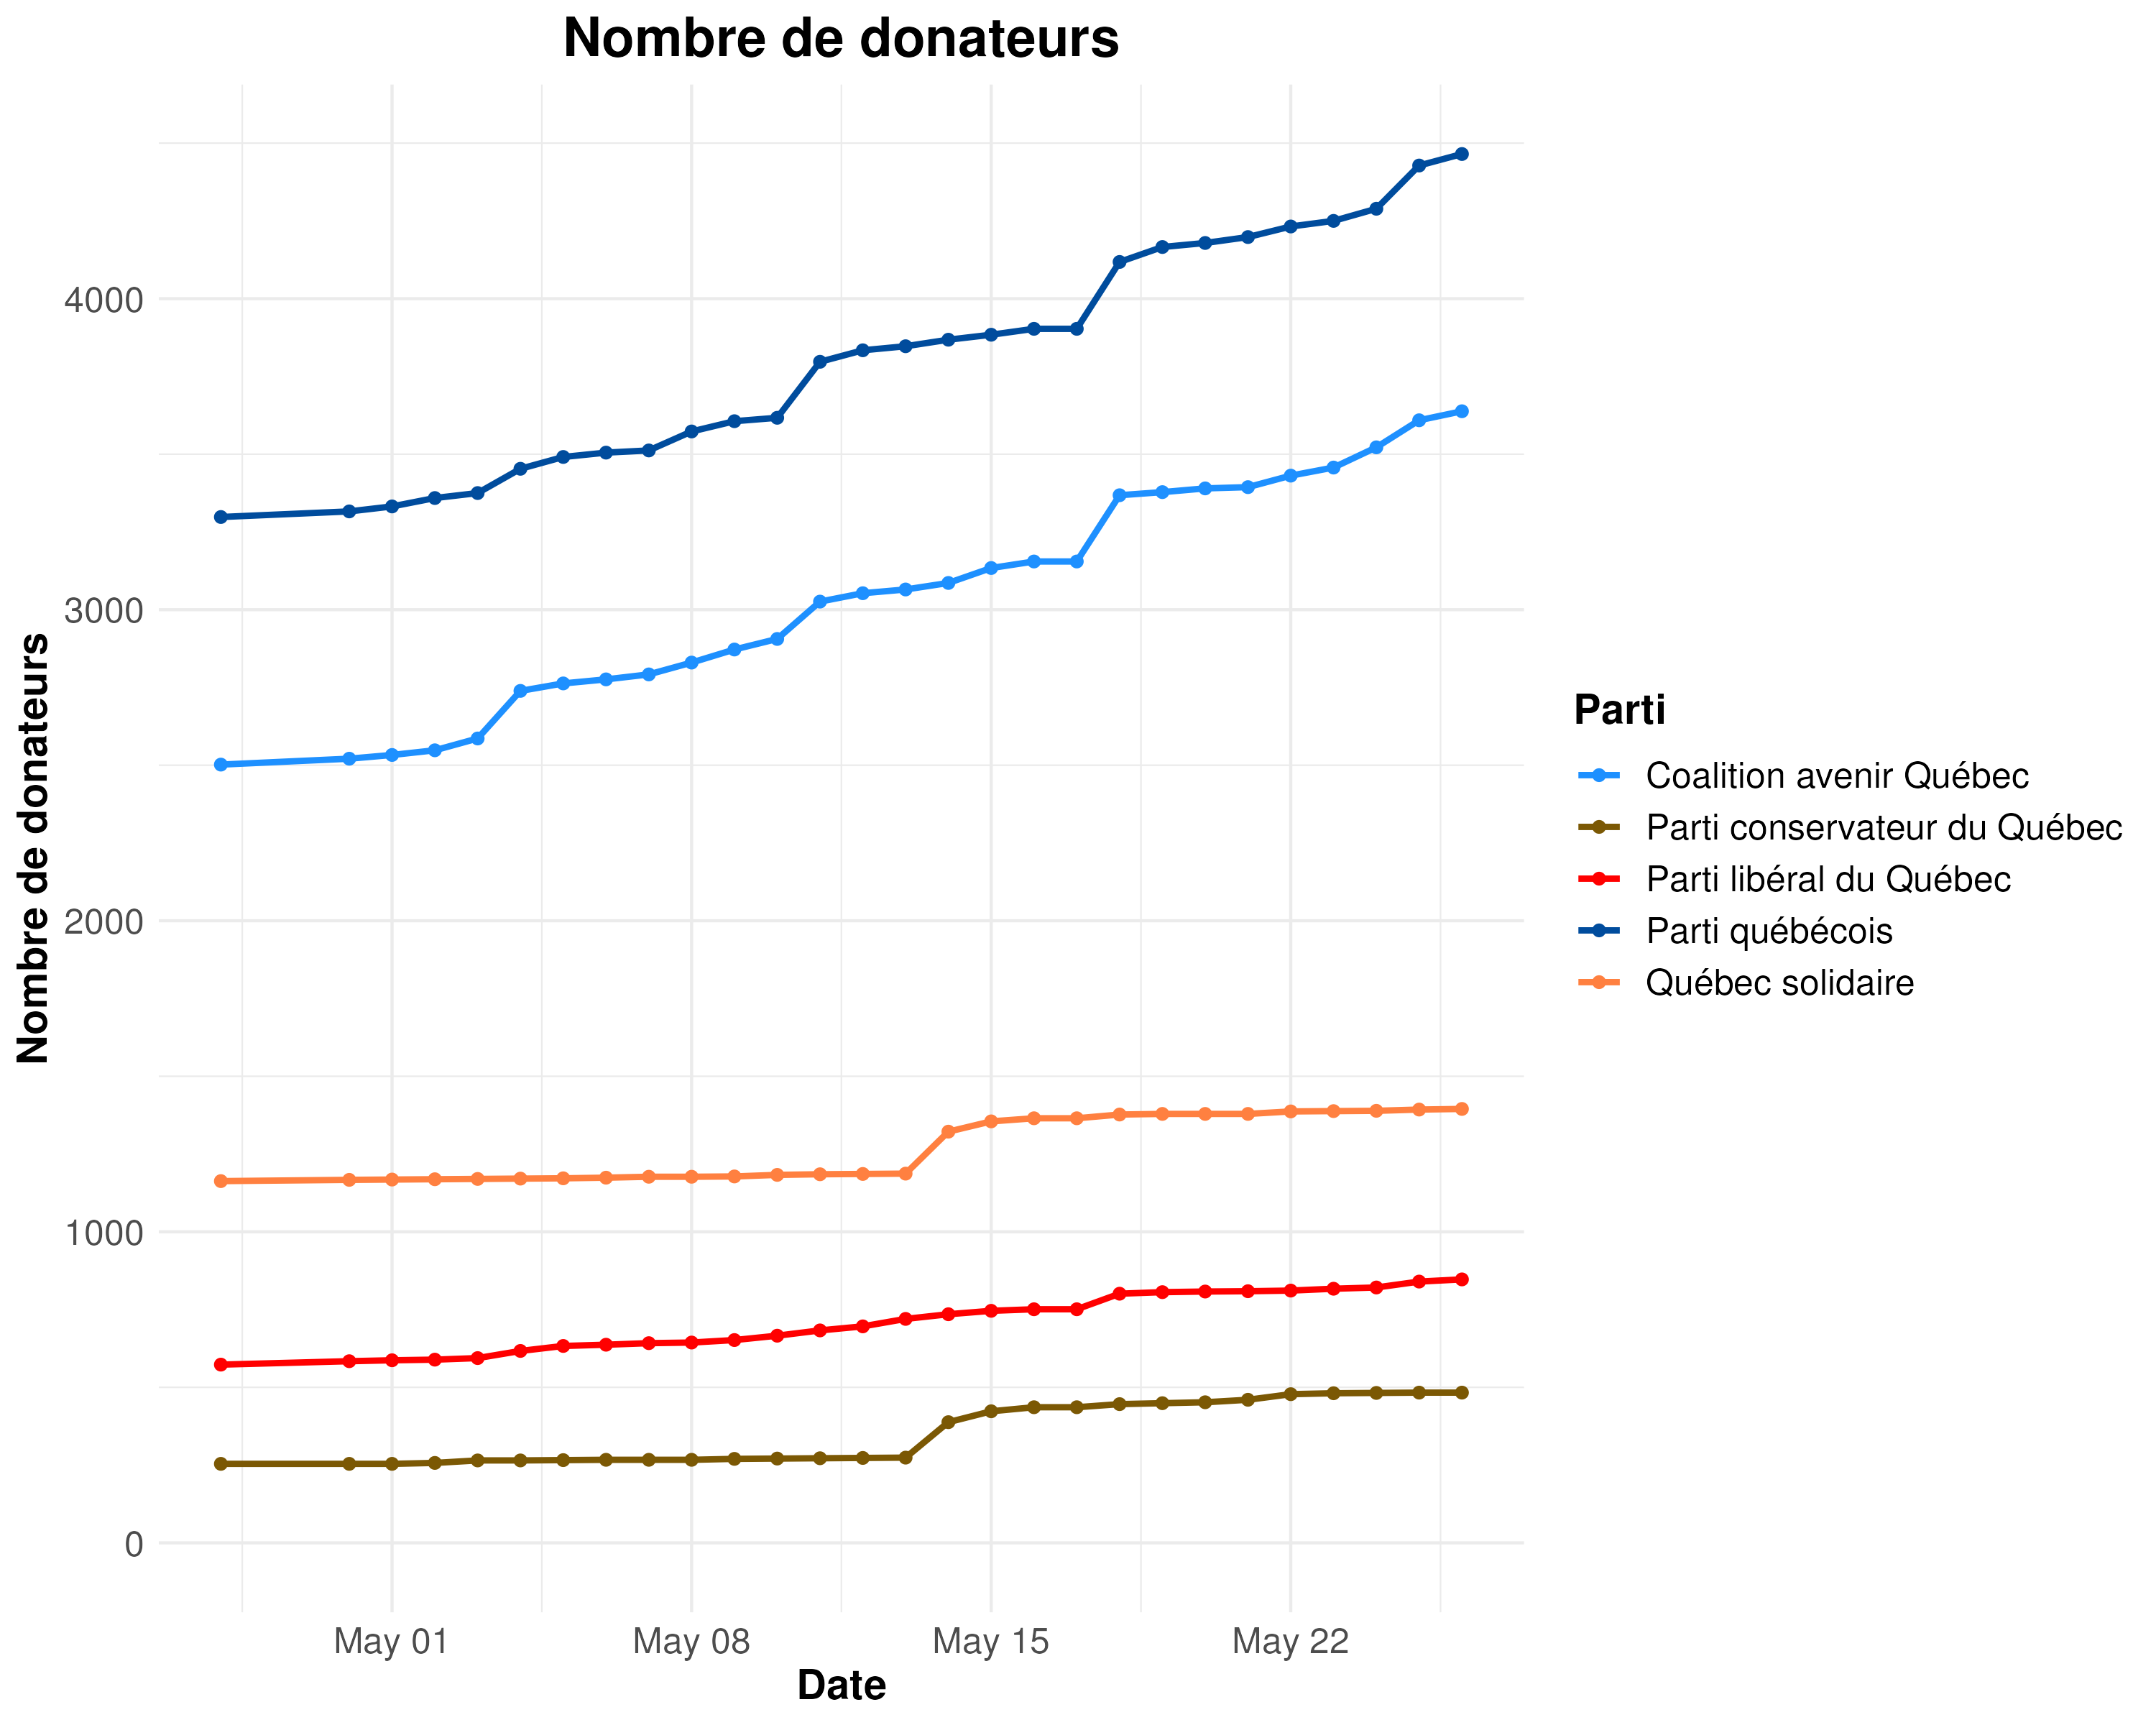 Nombre de donateurs
Nombre de donateurs
4000
3000
2000
1000
0
May 01
May 08
May 15
May 22
Date
Parti
Coalition avenir Québec
Parti conservateur du Québec
Parti libéral du Québec
Parti québécois
Québec solidaire